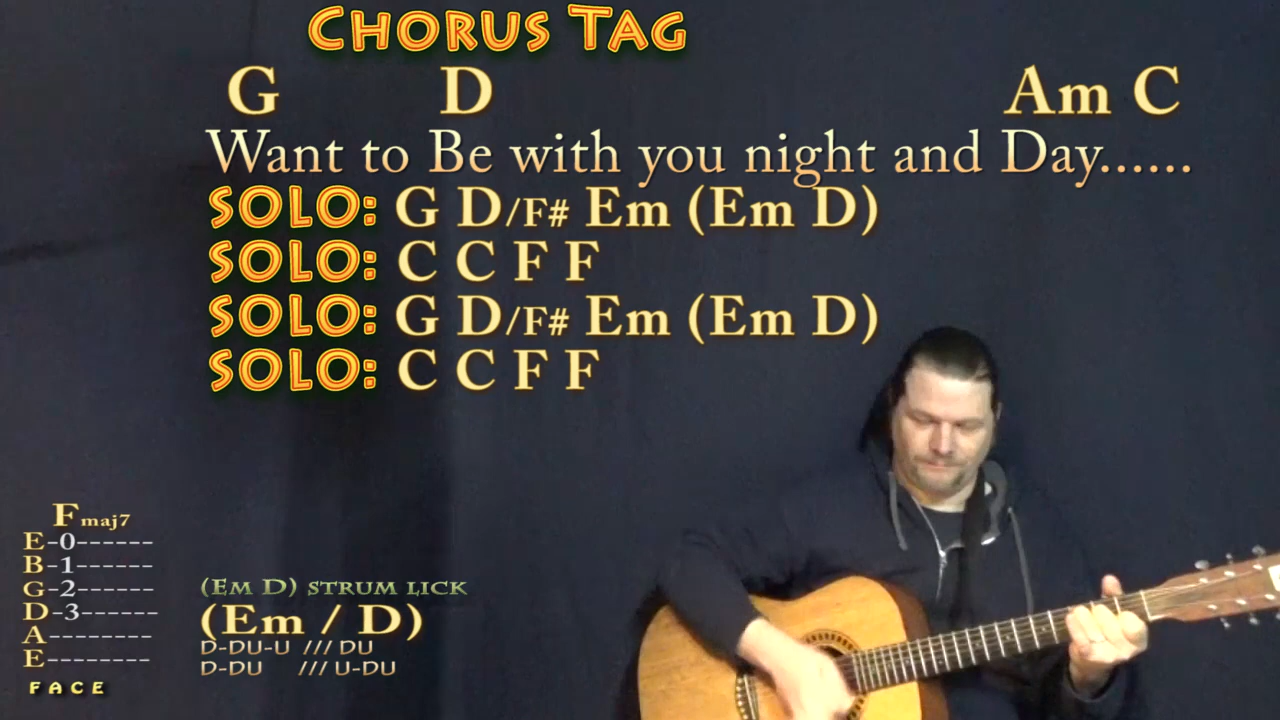 Chorus Tag
G D Am C
Want to Be with you night and Day......
SOLO: G D/F# Em (Em D)
SOLO: C C F F
SOLO: G D/F# Em (Em D)
SOLO: C C F F
Fmaj7
E-0------
B-1------
G-2------
D-3------
A--------
E--------
F A C E
(Em D) strum lick
(Em / D)
D-DU-U /// DU
D-DU /// U-DU